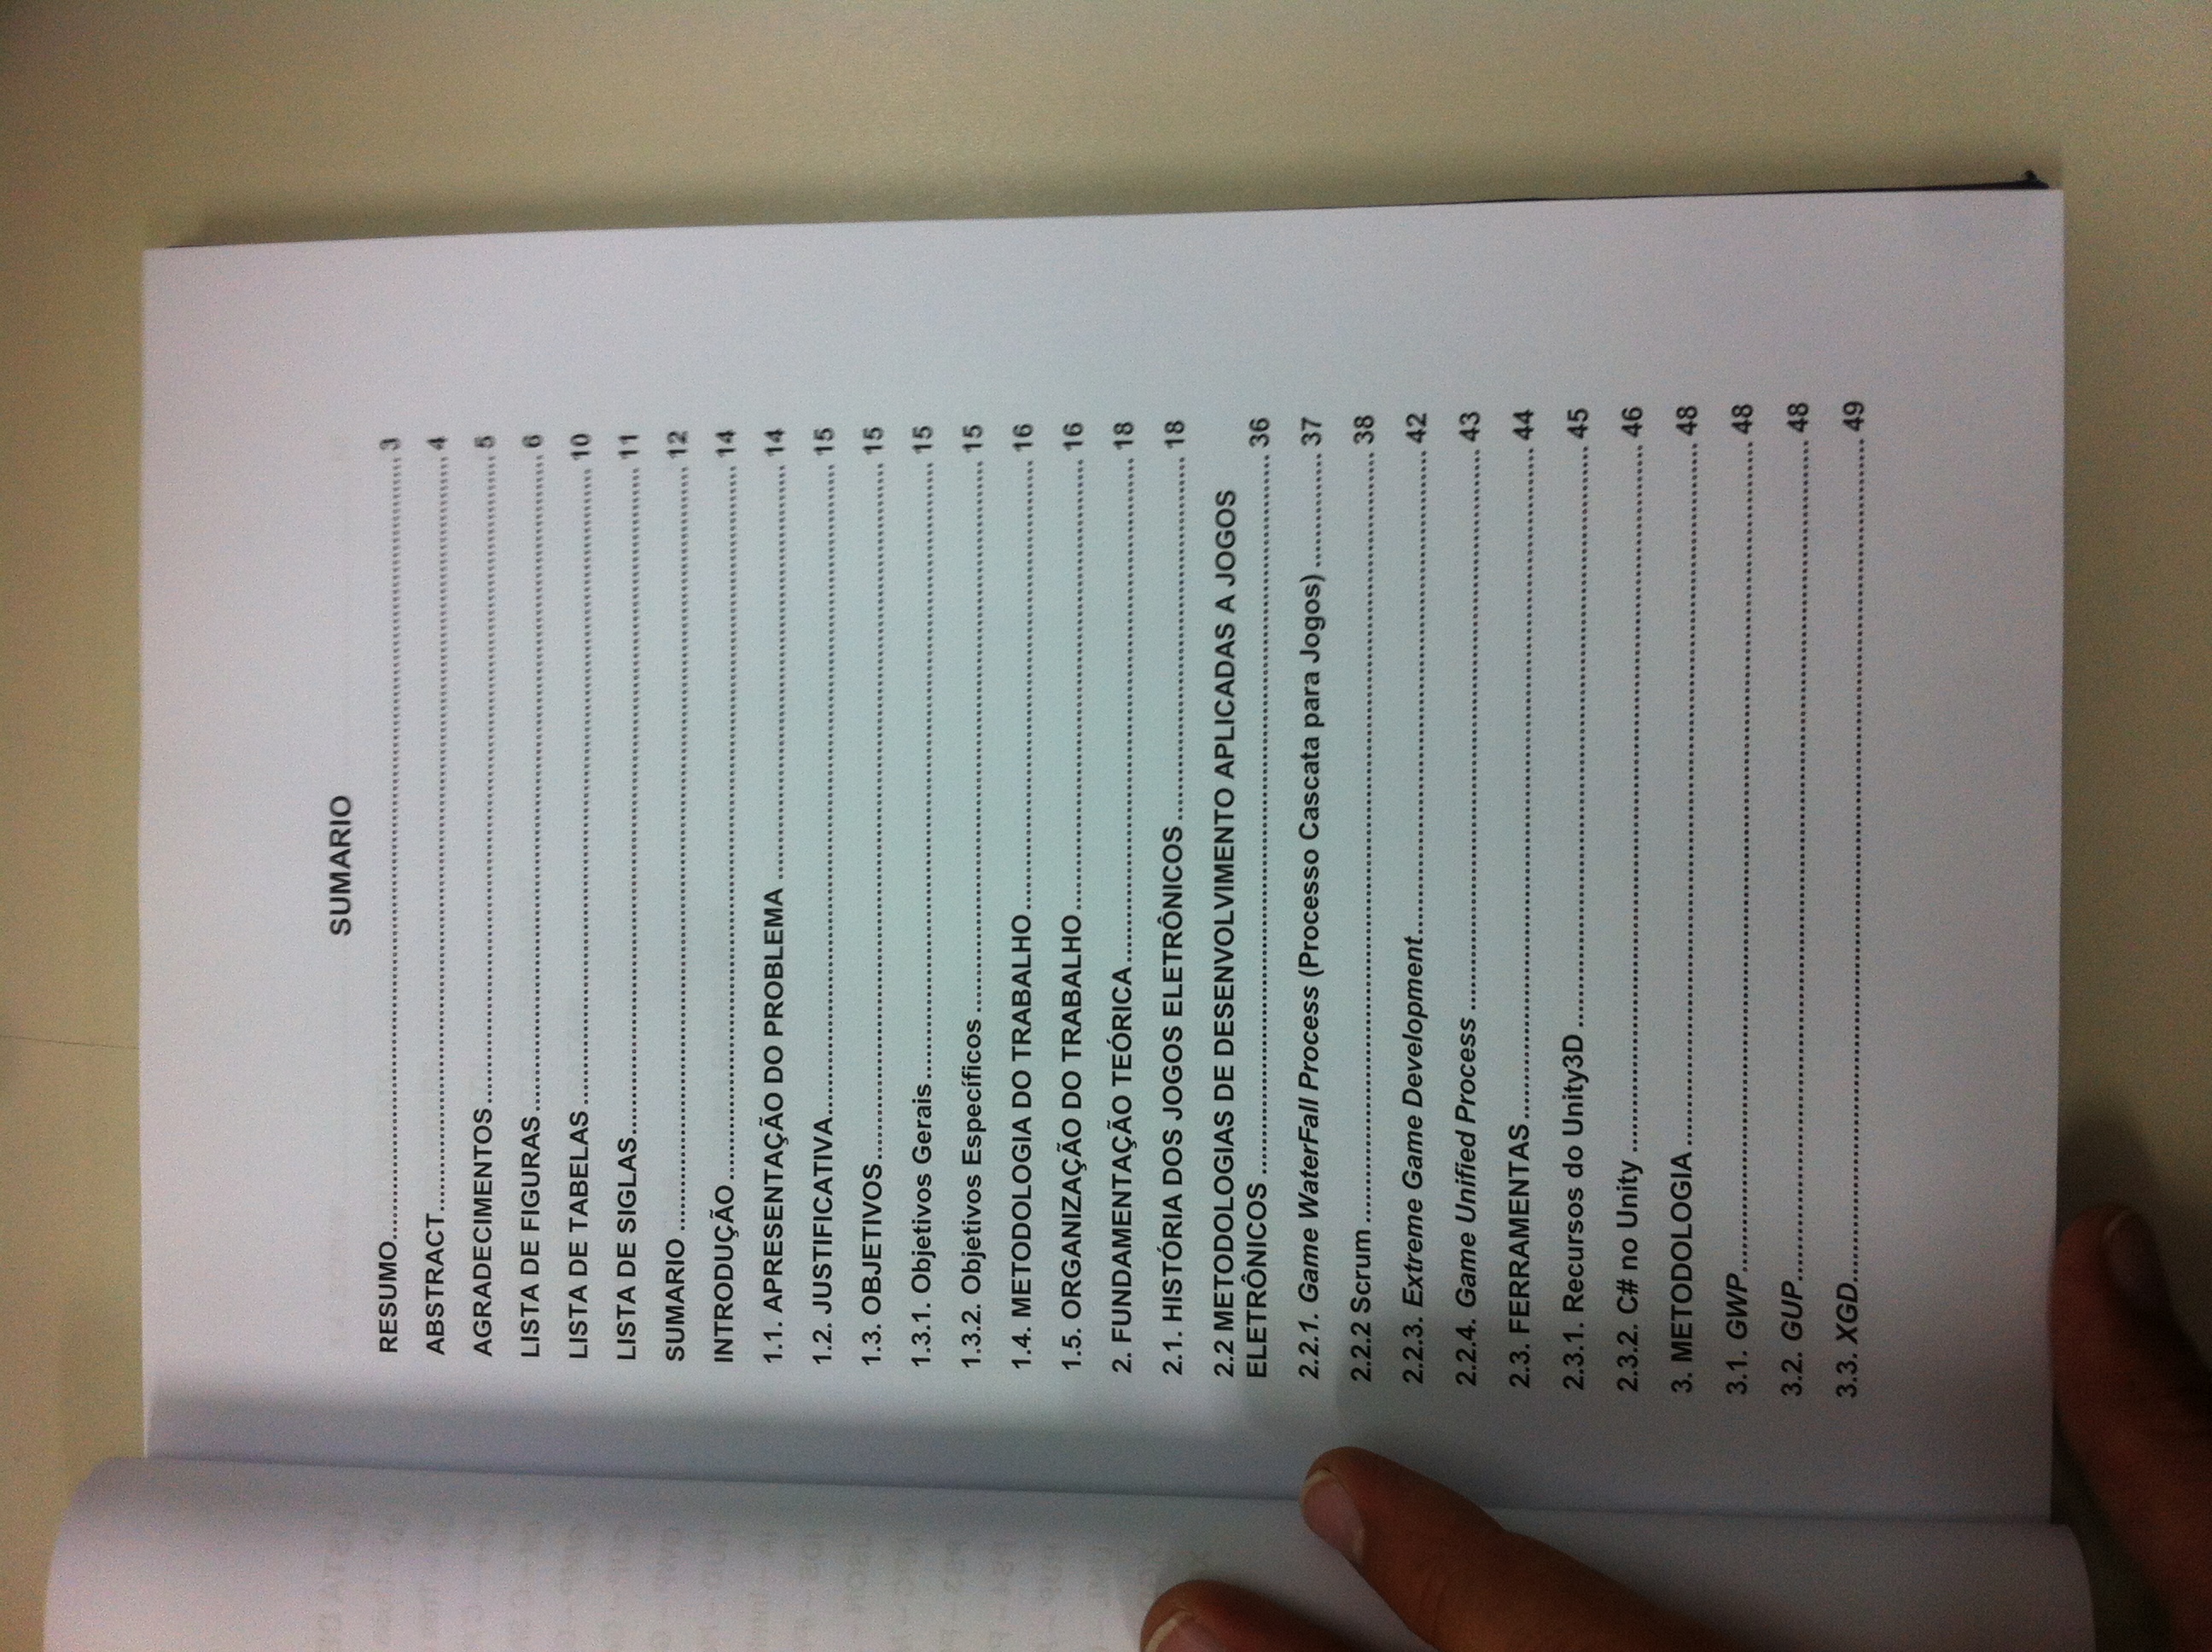 SUMARIO
RESUMO........ 3
ABSTRACT........ 4
AGRADECIMENTOS........ 5
LISTA DE FIGURAS........ 6
LISTA DE TABELAS........ 10
LISTA DE SIGLAS........ 11
SUMARIO........ 12
INTRODUÇÃO........ 14
1.1. APRESENTAÇÃO DO PROBLEMA........ 14
1.2. JUSTIFICATIVA........ 15
1.3. OBJETIVOS........ 15
1.3.1. Objetivos Gerais........ 15
1.3.2. Objetivos Específicos........ 15
1.4. METODOLOGIA DO TRABALHO........ 16
1.5. ORGANIZAÇÃO DO TRABALHO........ 16
2. FUNDAMENTAÇÃO TEÓRICA........ 18
2.1. HISTÓRIA DOS JOGOS ELETRÔNICOS........ 18
2.2 METODOLOGIAS DE DESENVOLVIMENTO APLICADAS A JOGOS
ELETRÔNICOS........ 36
2.2.1. Game WaterFall Process (Processo Cascata para Jogos)........ 37
2.2.2 Scrum........ 38
2.2.3. Extreme Game Development........ 42
2.2.4. Game Unified Process........ 43
2.3. FERRAMENTAS........ 44
2.3.1. Recursos do Unity3D........ 45
2.3.2. C# no Unity........ 46
3. METODOLOGIA........ 48
3.1. GWP........ 48
3.2. GUP........ 48
3.3. XGD........ 49